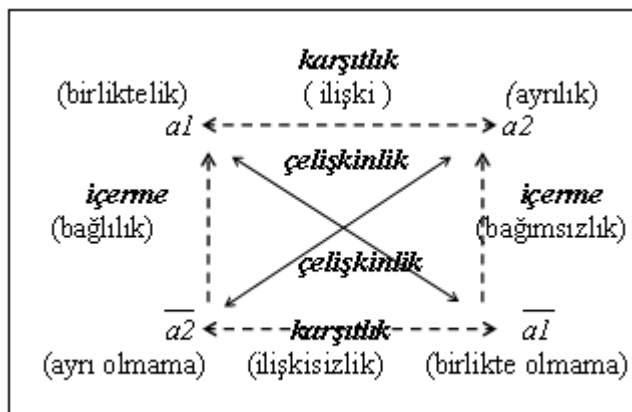 karşıtlık
(birliktelik) ( ilişki ) (ayrılık)
a1 a2
çelişkinlik
içerme içerme
(bağlılık) (bağımsızlık)
çelişkinlik
a2 karşıtlık a1
(ayrı olmama) (ilişkisizlik) (birlikte olmama)